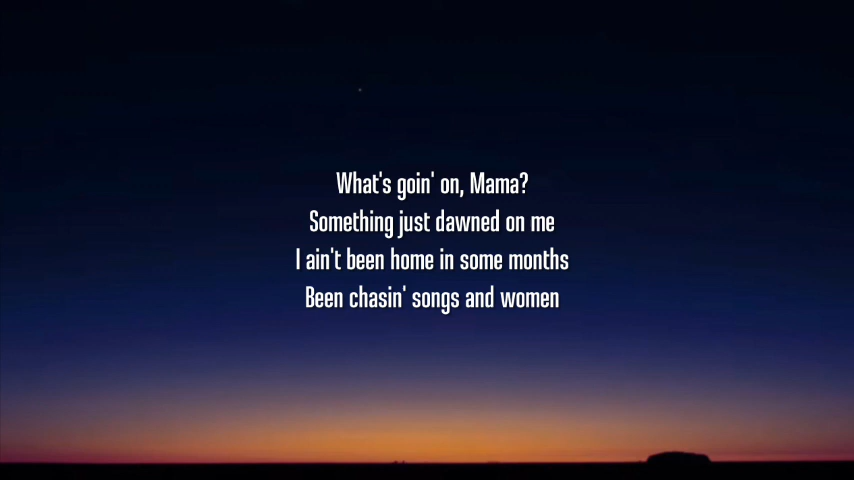 What's goin' on, Mama?
Something just dawned on me
I ain't been home in some months
Been chasin' songs and women